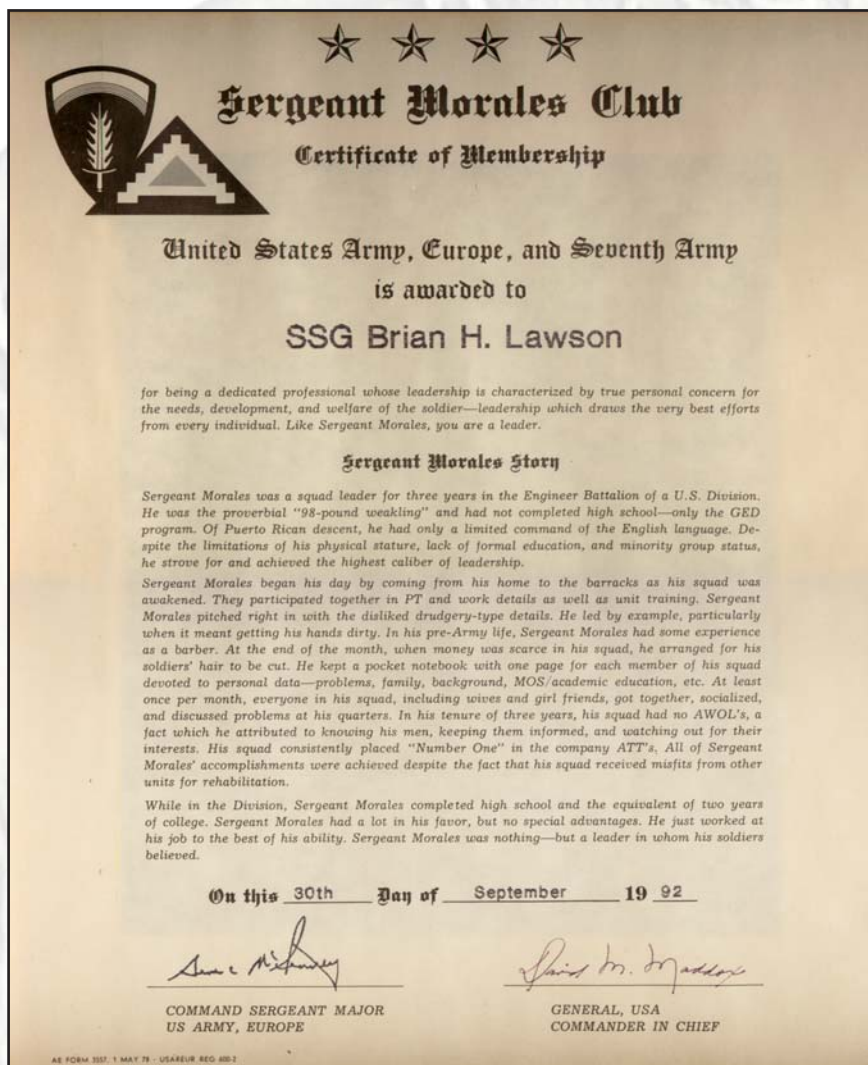 Sergeant Morales Club
Certificate of Membership
United States Army, Europe, and Seventh Army
is awarded to
SSG Brian H. Lawson
for being a dedicated professional whose leadership is characterized by true personal concern for
the needs, development, and welfare of the soldier—leadership which draws the very best efforts
from every individual. Like Sergeant Morales, you are a leader.
Sergeant Morales Story
Sergeant Morales was a squad leader for three years in the Engineer Battalion of a U.S. Division.
He was the proverbial "98-pound weakling" and had not completed high school—only the GED
program. Of Puerto Rican descent, he had only a limited command of the English language. De-
spite the limitations of his physical stature, lack of formal education, and minority group status,
he strove for and achieved the highest caliber of leadership.
Sergeant Morales began his day by coming from his home to the barracks as his squad was
awakened. They participated together in PT and work details as well as unit training. Sergeant
Morales pitched right in with the disliked drudgery-type details. He led by example, particularly
when it meant getting his hands dirty. In his pre-Army life, Sergeant Morales had some experience
as a barber. At the end of the month, when money was scarce in his squad, he arranged for his
soldiers' hair to be cut. He kept a pocket notebook with one page for each member of his squad
devoted to personal data—problems, family, background, MOS/academic education, etc. At least
once per month, everyone in his squad, including wives and girl friends, got together, socialized,
and discussed problems at his quarters. In his tenure of three years, his squad had no AWOL's, a
fact which he attributed to knowing his men, keeping them informed, and watching out for their
interests. His squad consistently placed "Number One" in the company ATT's. All of Sergeant
Morales' accomplishments were achieved despite the fact that his squad received misfits from other
units for rehabilitation.
While in the Division, Sergeant Morales completed high school and the equivalent of two years
of college. Sergeant Morales had a lot in his favor, but no special advantages. He just worked at
his job to the best of his ability. Sergeant Morales was nothing—but a leader in whom his soldiers
believed.
On this 30th Day of September 19 92
David M. Maddox
COMMAND SERGEANT MAJOR GENERAL, USA
US ARMY, EUROPE COMMANDER IN CHIEF
AE FORM 3557, 1 MAY 79 - USAREUR REG 600-2